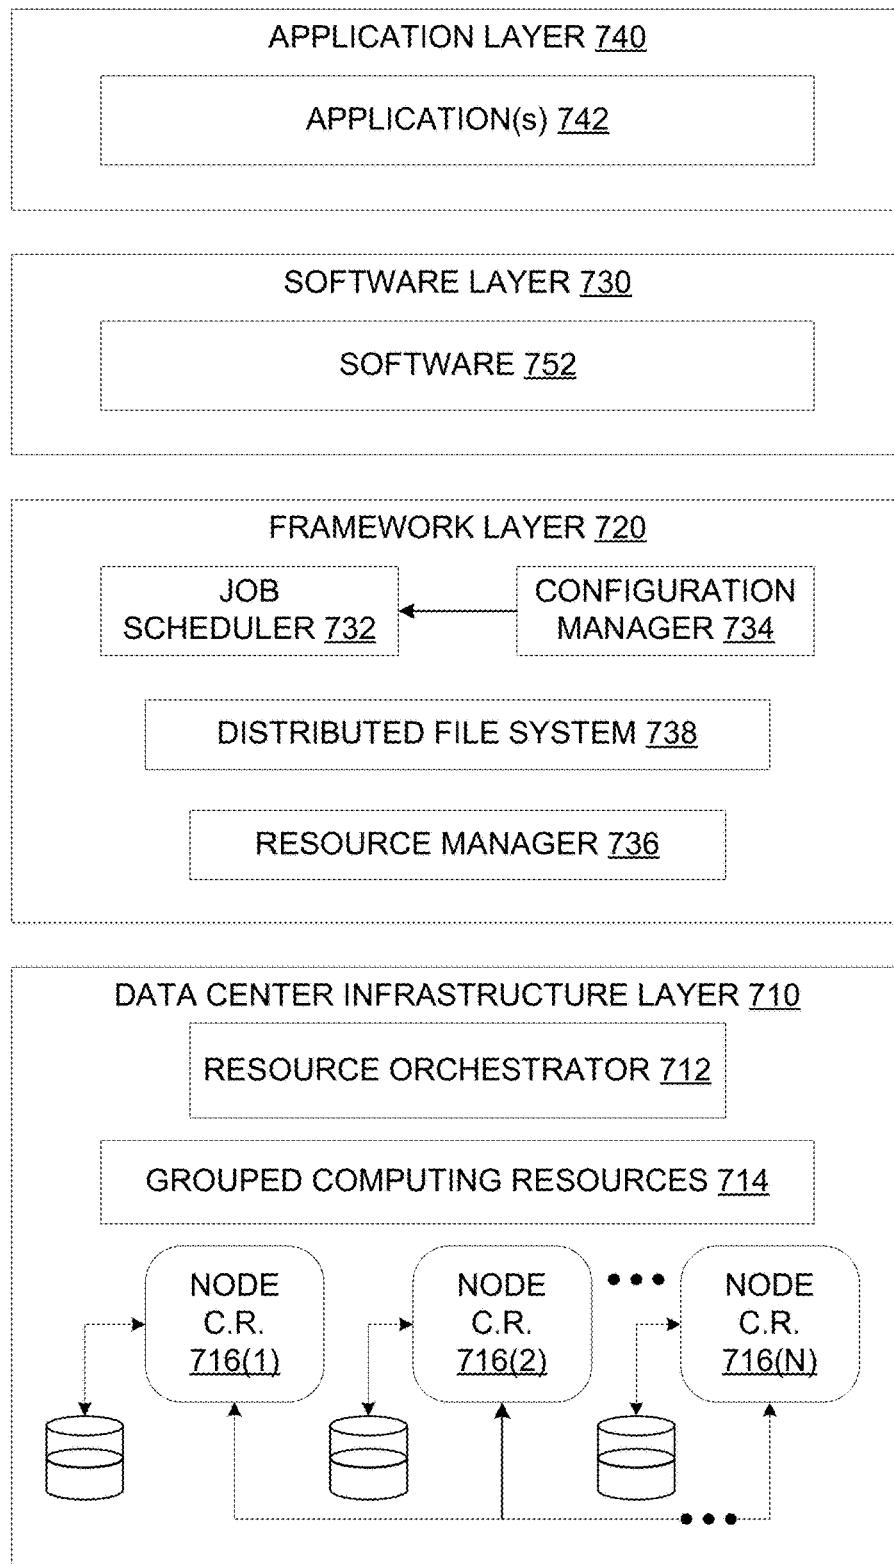 APPLICATION LAYER 740
APPLICATION(s) 742
SOFTWARE LAYER 730
SOFTWARE 752
FRAMEWORK LAYER 720
JOB
SCHEDULER 732
CONFIGURATION
MANAGER 734
DISTRIBUTED FILE SYSTEM 738
RESOURCE MANAGER 736
DATA CENTER INFRASTRUCTURE LAYER 710
RESOURCE ORCHESTRATOR 712
GROUPED COMPUTING RESOURCES 714
NODE
C.R.
716(1)
NODE
C.R.
716(2)
NODE
C.R.
716(N)